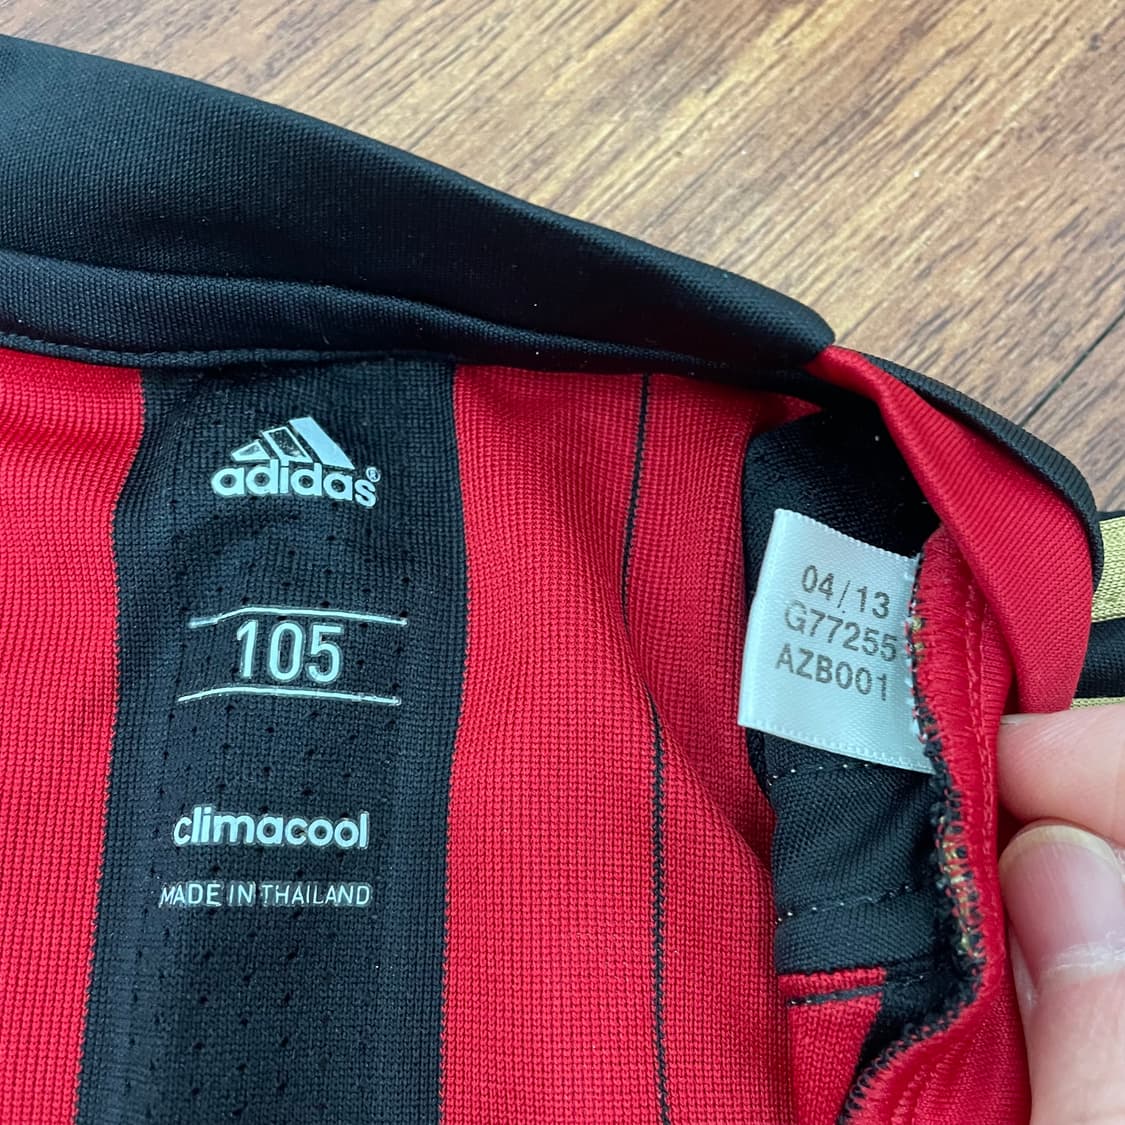 adidas®
105
climacool
MADE IN THAILAND
04/13
G77255
AZB001